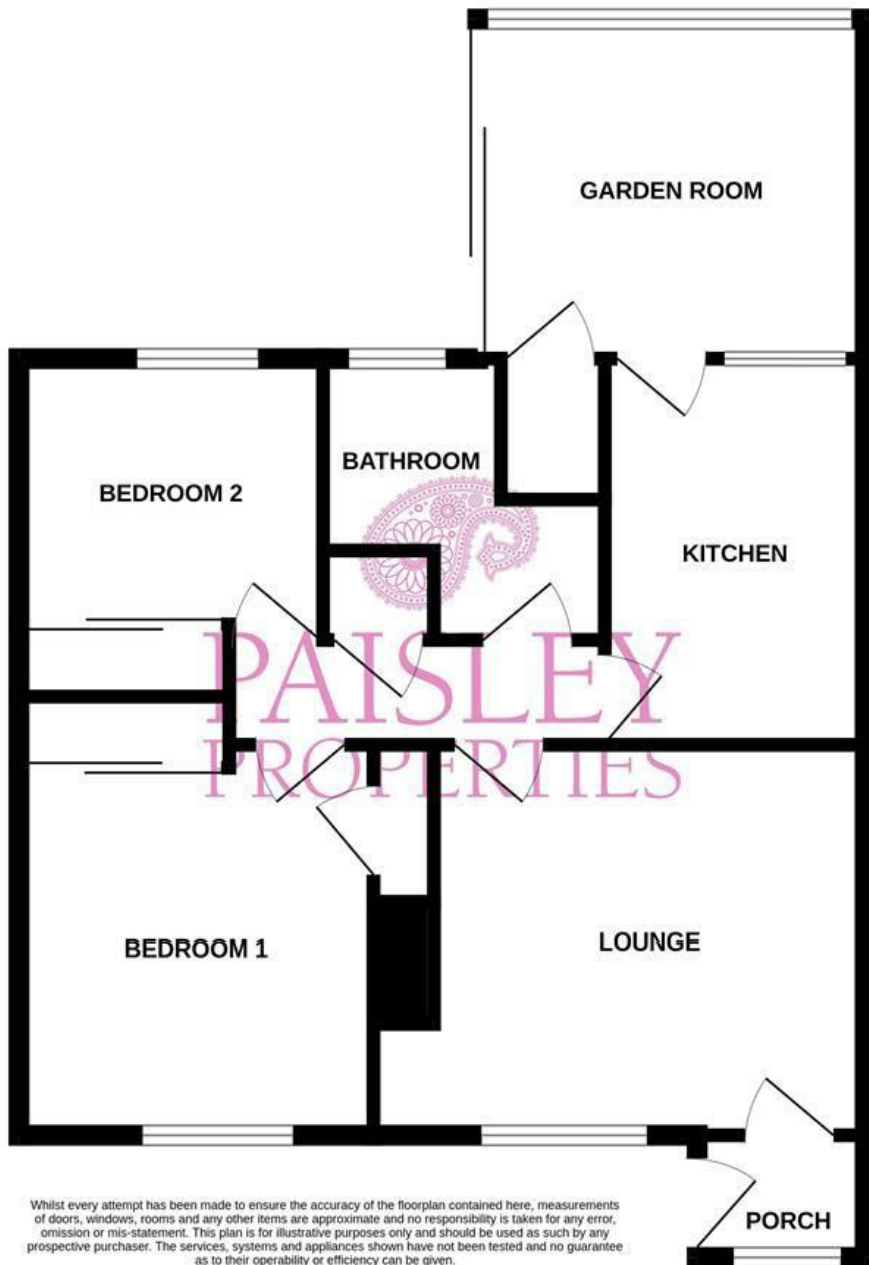 GARDEN ROOM
BATHROOM
BEDROOM 2
KITCHEN
PAISLEY
PROPERTIES
BEDROOM 1
LOUNGE
PORCH
Whilst every attempt has been made to ensure the accuracy of the floorplan contained here, measurements
of doors, windows, rooms and any other items are approximate and no responsibility is taken for any error,
omission or mis-statement. This plan is for illustrative purposes only and should be used as such by any
prospective purchaser. The services, systems and appliances shown have not been tested and no guarantee
as to their operability or efficiency can be given.